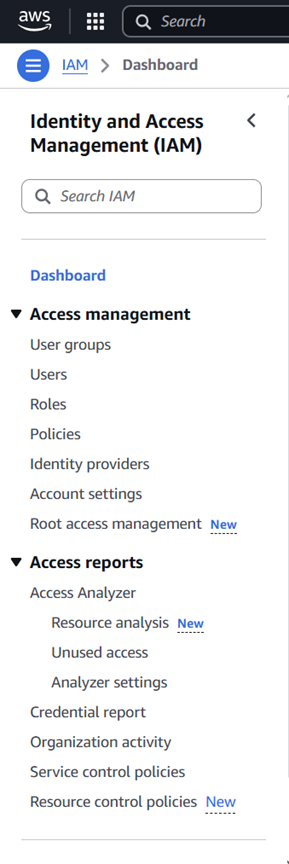 aws
Search
IAM > Dashboard
Identity and Access
Management (IAM)
Search IAM
Dashboard
Access management
User groups
Users
Roles
Policies
Identity providers
Account settings
Root access management New
Access reports
Access Analyzer
Resource analysis New
Unused access
Analyzer settings
Credential report
Organization activity
Service control policies
Resource control policies New